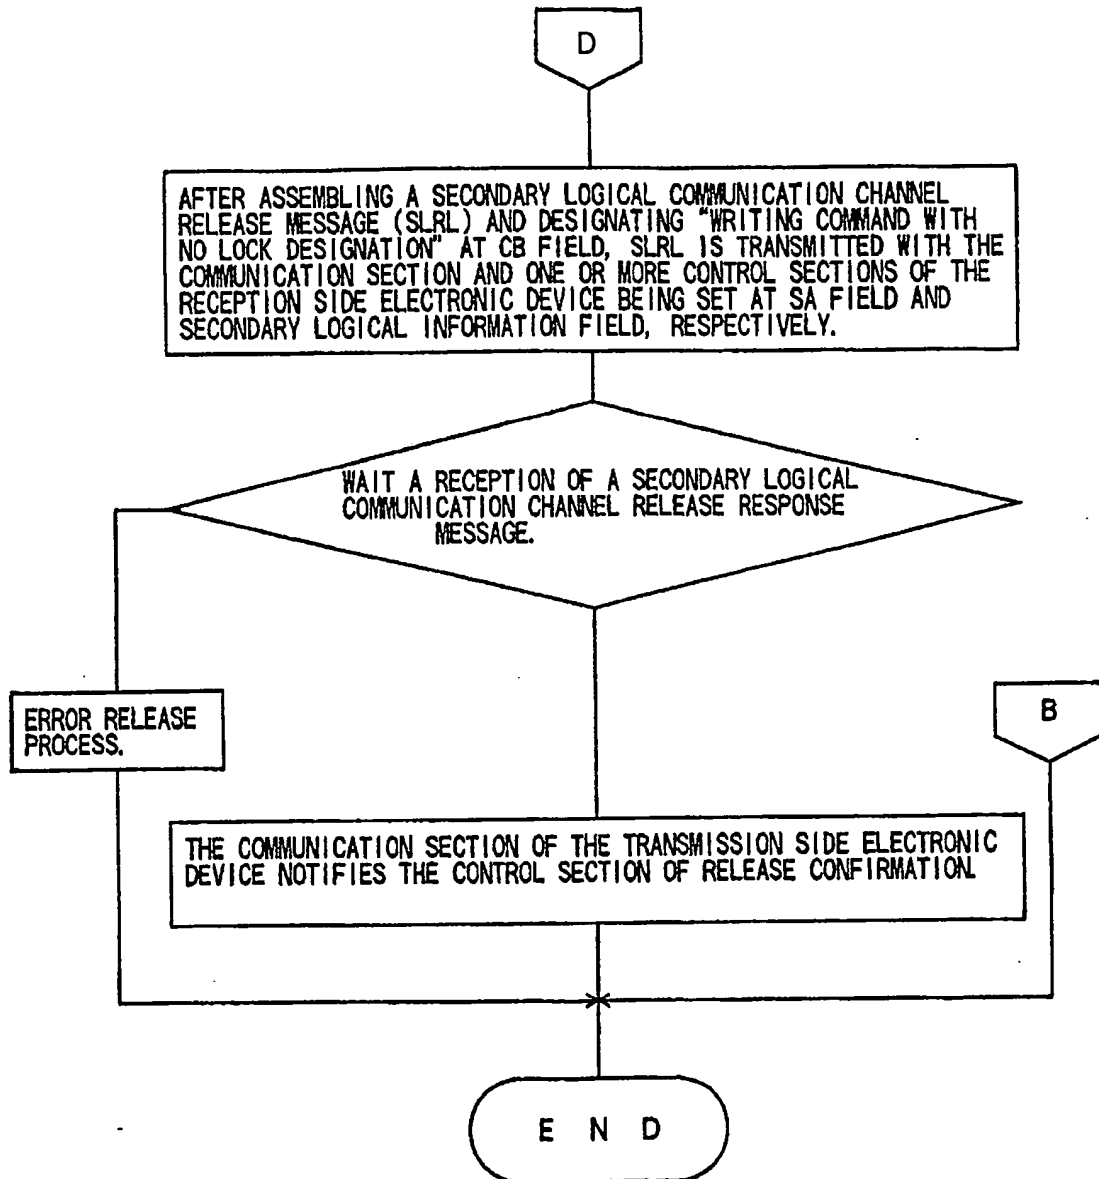 D
AFTER ASSEMBLING A SECONDARY LOGICAL COMMUNICATION CHANNEL
RELEASE MESSAGE (SLRL) AND DESIGNATING "WRITING COMMAND WITH
NO LOCK DESIGNATION" AT CB FIELD, SLRL IS TRANSMITTED WITH THE
COMMUNICATION SECTION AND ONE OR MORE CONTROL SECTIONS OF THE
RECEPTION SIDE ELECTRONIC DEVICE BEING SET AT SA FIELD AND
SECONDARY LOGICAL INFORMATION FIELD, RESPECTIVELY.
WAIT A RECEPTION OF A SECONDARY LOGICAL
COMMUNICATION CHANNEL RELEASE RESPONSE
MESSAGE.
ERROR RELEASE
PROCESS.
B
THE COMMUNICATION SECTION OF THE TRANSMISSION SIDE ELECTRONIC
DEVICE NOTIFIES THE CONTROL SECTION OF RELEASE CONFIRMATION.
E N D